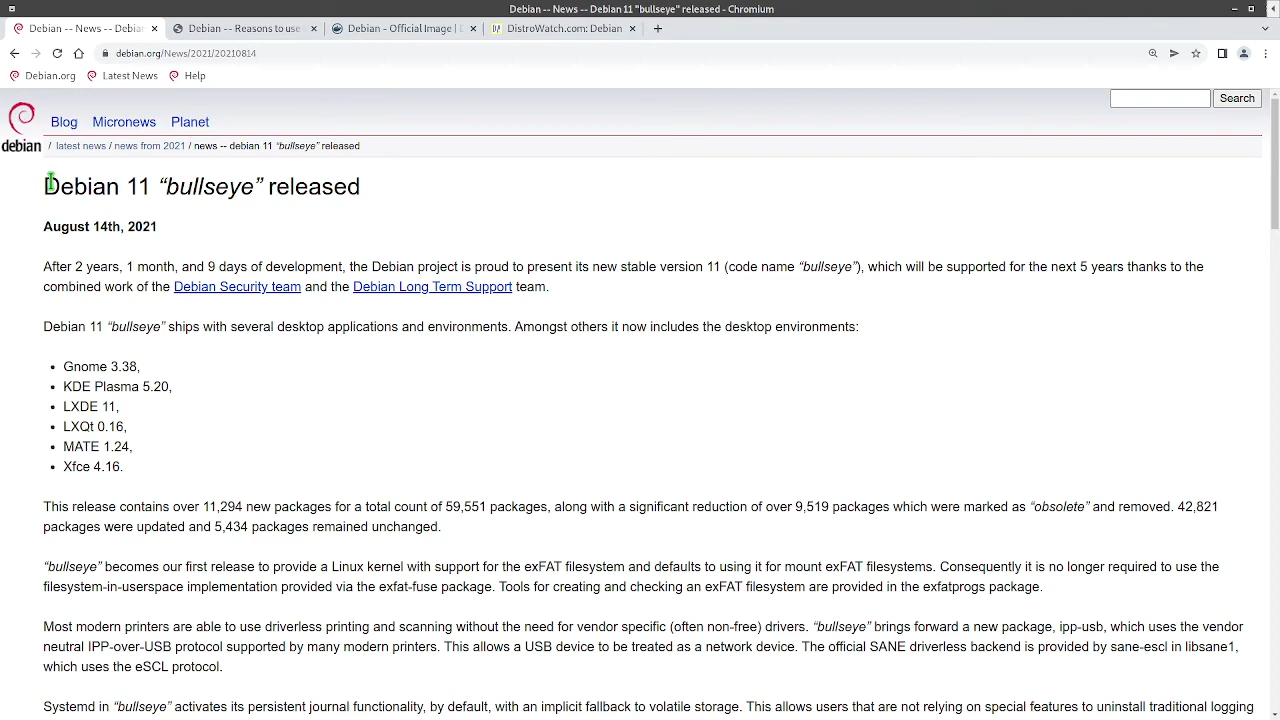 Debian -- News -- Debian 11 "bullseye" released - Chromium
Debian -- News -- Debia
Debian -- Reasons to use
Debian - Official Image |
DistroWatch.com: Debian
debian.org/News/2021/20210814
Debian.org Latest News Help
Search
debian
Blog Micronews Planet
/ latest news / news from 2021 / news -- debian 11 “bullseye” released
Debian 11 “bullseye” released
August 14th, 2021
After 2 years, 1 month, and 9 days of development, the Debian project is proud to present its new stable version 11 (code name “bullseye”), which will be supported for the next 5 years thanks to the
combined work of the Debian Security team and the Debian Long Term Support team.
Debian 11 “bullseye” ships with several desktop applications and environments. Amongst others it now includes the desktop environments:
• Gnome 3.38,
• KDE Plasma 5.20,
• LXDE 11,
• LXQt 0.16,
• MATE 1.24,
• Xfce 4.16.
This release contains over 11,294 new packages for a total count of 59,551 packages, along with a significant reduction of over 9,519 packages which were marked as “obsolete” and removed. 42,821
packages were updated and 5,434 packages remained unchanged.
“bullseye” becomes our first release to provide a Linux kernel with support for the exFAT filesystem and defaults to using it for mount exFAT filesystems. Consequently it is no longer required to use the
filesystem-in-userspace implementation provided via the exfat-fuse package. Tools for creating and checking an exFAT filesystem are provided in the exfatprogs package.
Most modern printers are able to use driverless printing and scanning without the need for vendor specific (often non-free) drivers. “bullseye” brings forward a new package, ipp-usb, which uses the vendor
neutral IPP-over-USB protocol supported by many modern printers. This allows a USB device to be treated as a network device. The official SANE driverless backend is provided by sane-escl in libsane1,
which uses the eSCL protocol.
Systemd in “bullseye” activates its persistent journal functionality, by default, with an implicit fallback to volatile storage. This allows users that are not relying on special features to uninstall traditional logging